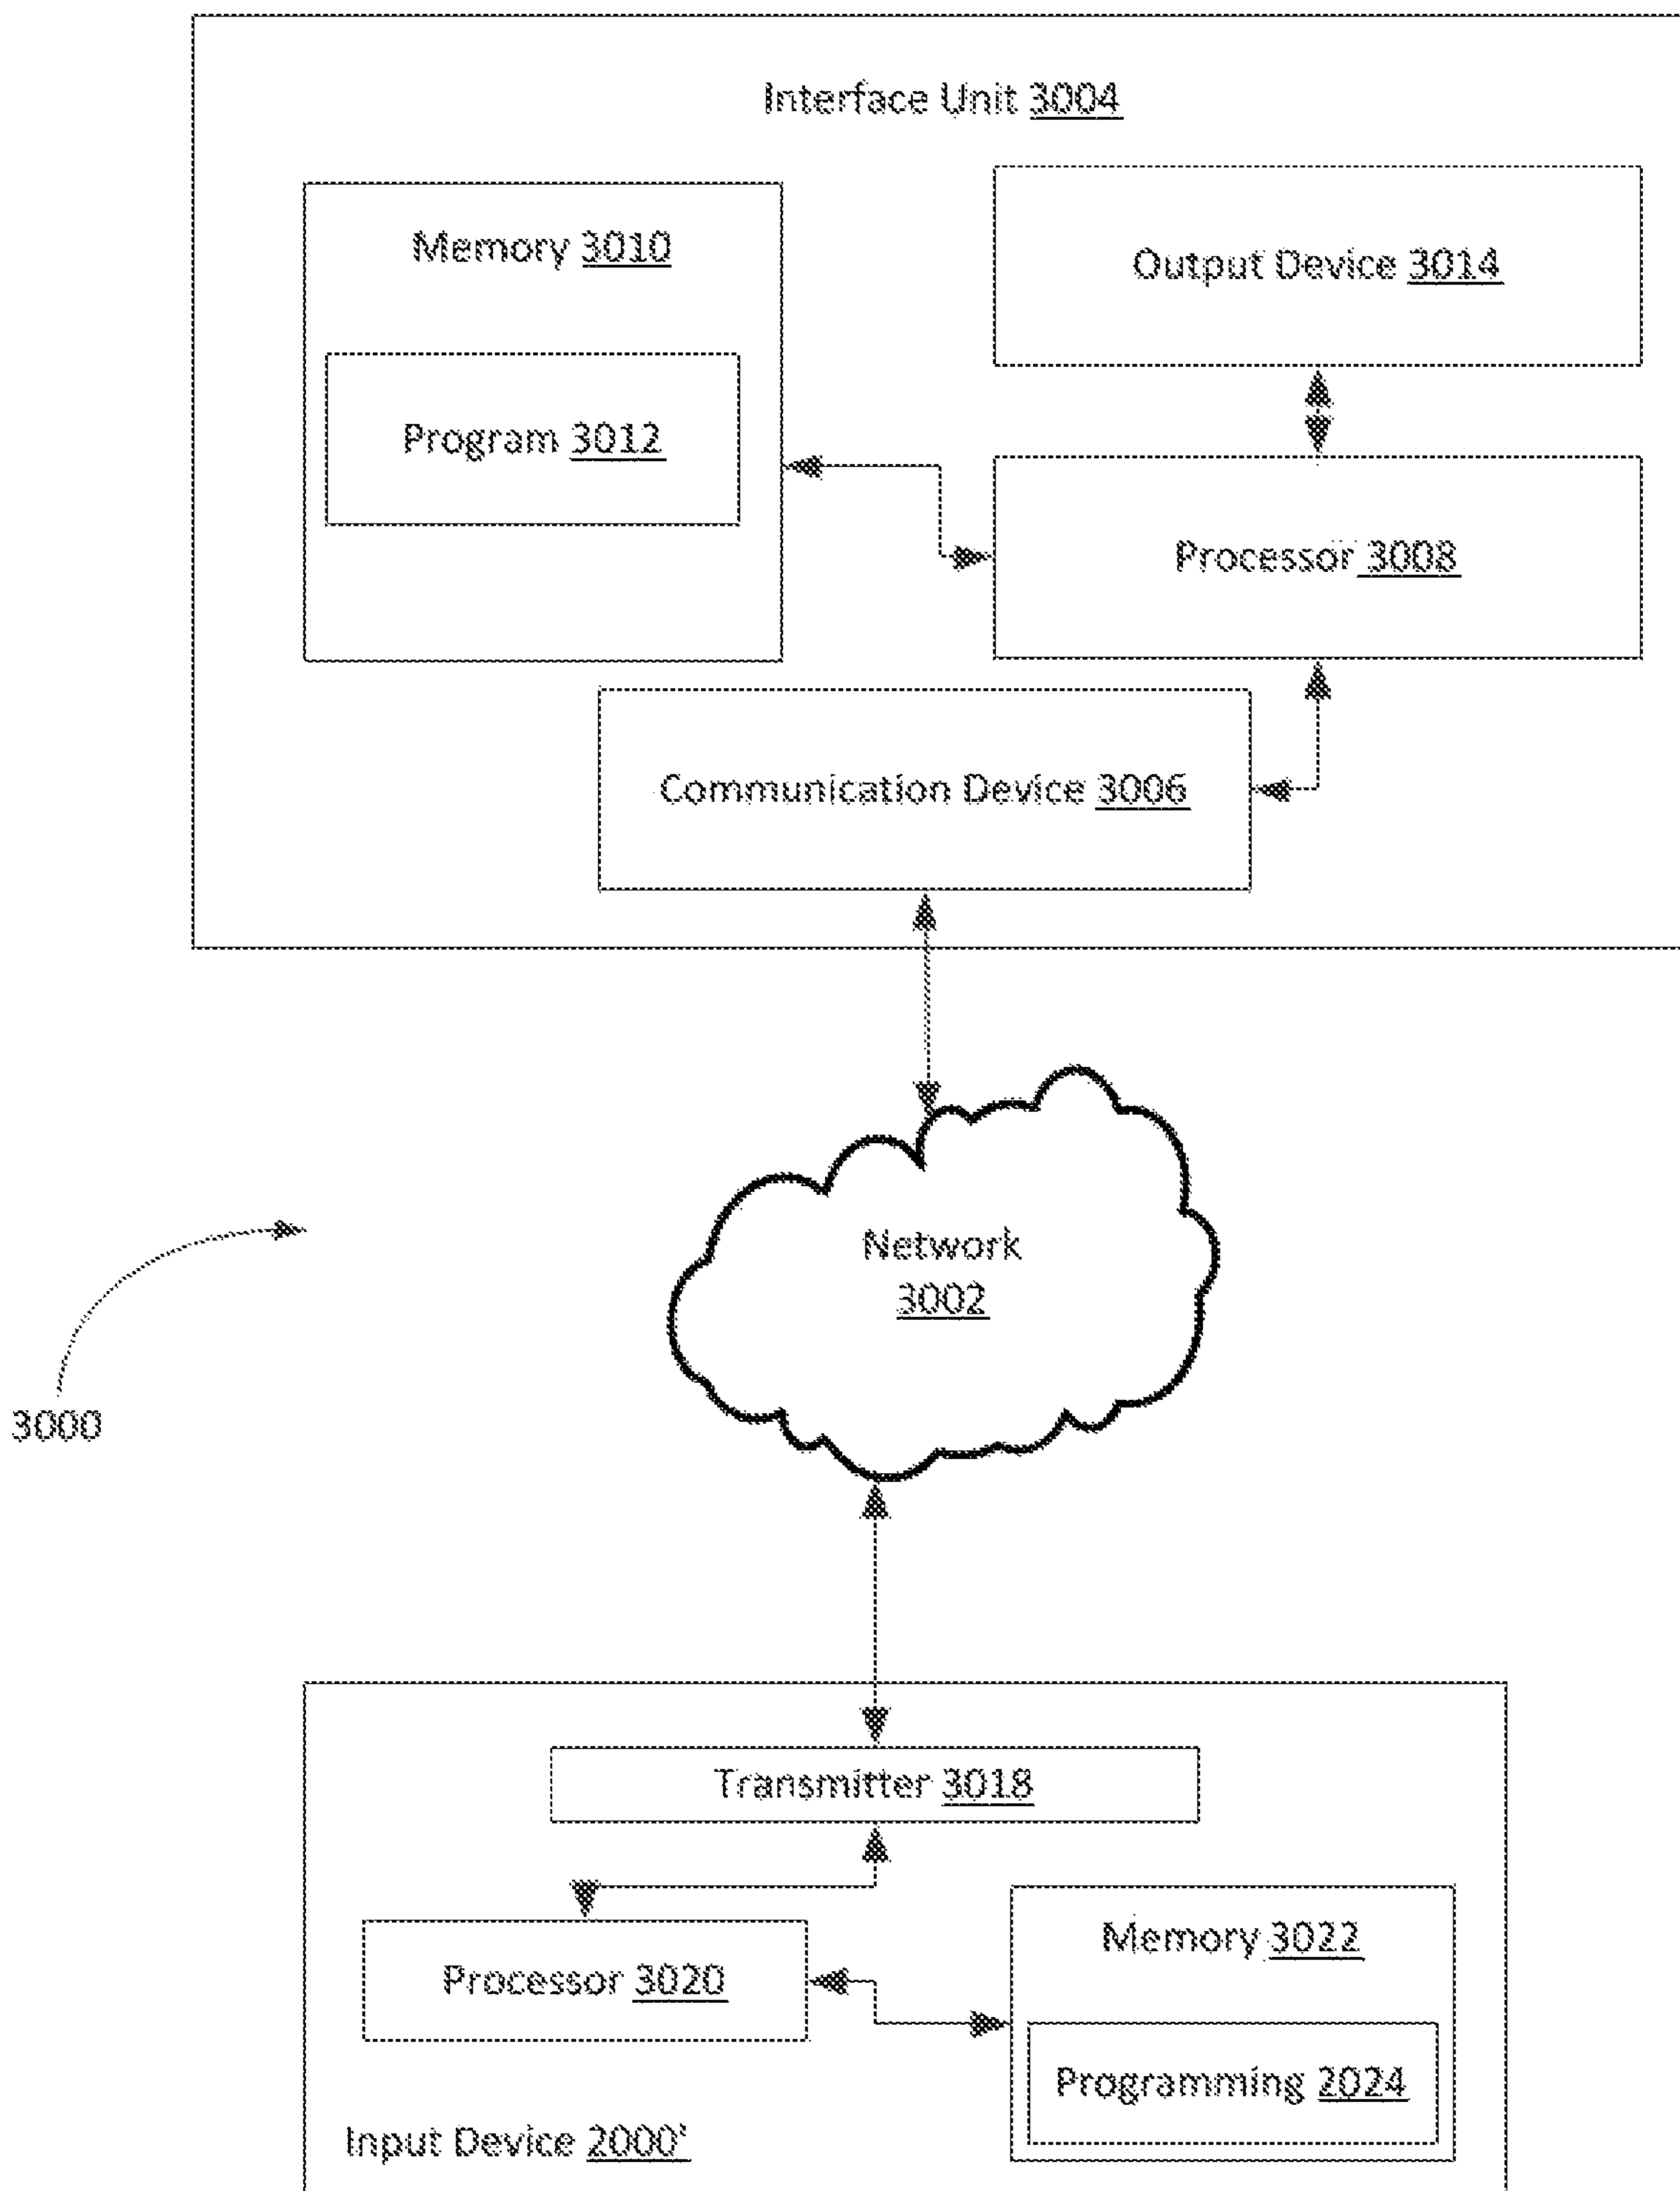 Interface Unit 3004
Memory 3010
Output Device 3014
Program 3012
Processor 3008
Communication Device 3006
Network
3002
3000
Transmitter 3018
Memory 3022
Processor 3020
Programming 2024
Input Device 2000'